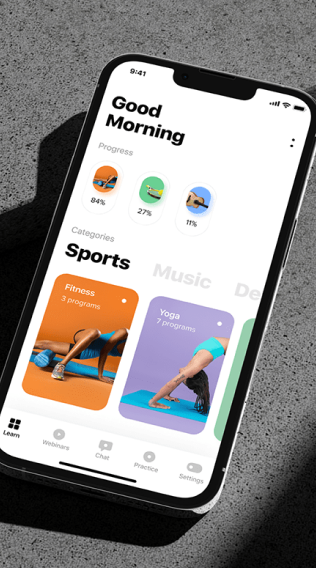 9:41
Good
Morning
Progress
84%
27%
11%
Categories
Sports
Music
De
Fitness
3 programs
Yoga
7 programs
Learn
Webinars
Chat
Practice
Settings